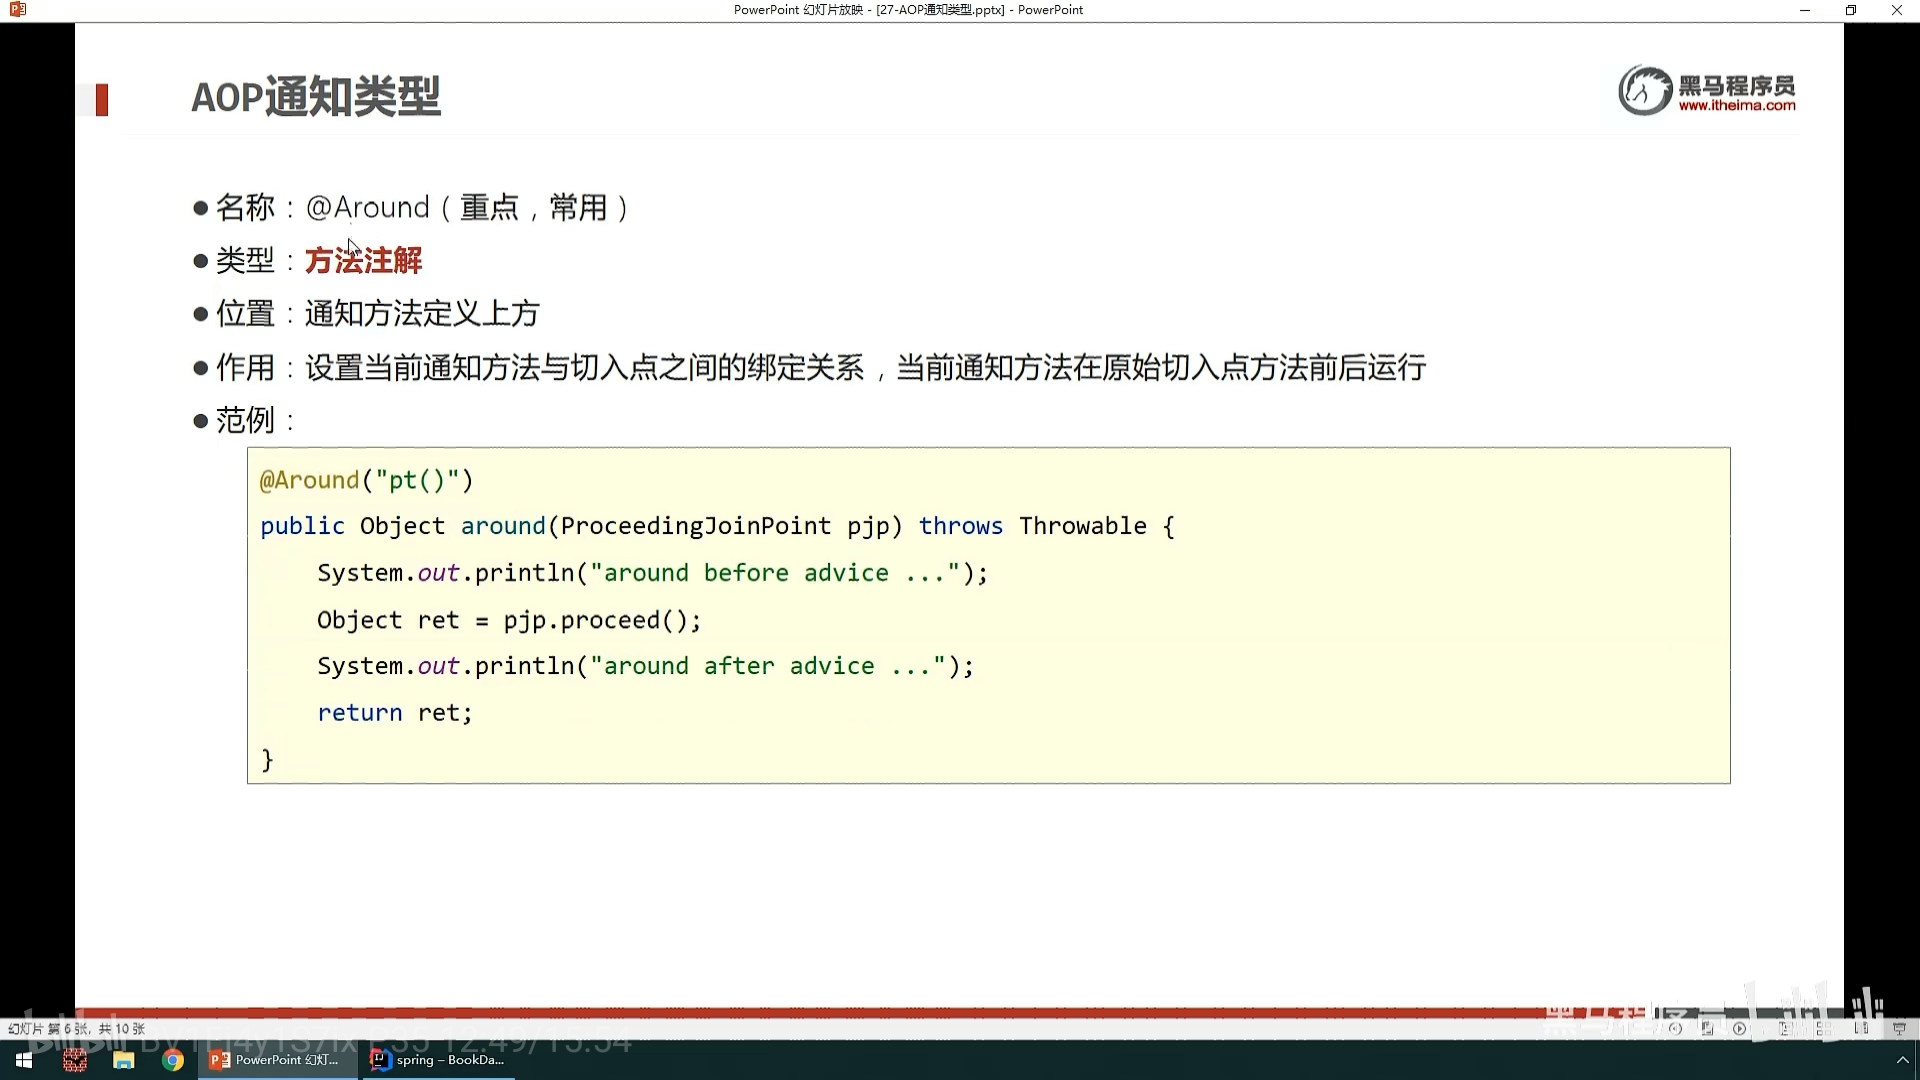 PowerPoint 幻灯片放映 - [27-AOP通知类型.pptx] - PowerPoint
AOP通知类型
黑马程序员
www.itheima.com
●名称：@Around（重点，常用）
●类型：方法注解
●位置：通知方法定义上方
●作用：设置当前通知方法与切入点之间的绑定关系，当前通知方法在原始切入点方法前后运行
●范例：
@Around("pt()")
public Object around(ProceedingJoinPoint pjp) throws Throwable {
System.out.println("around before advice ...");
Object ret = pjp.proceed();
System.out.println("around after advice ...");
return ret;
}
黑马程序员 bilibili
幻灯片 第 6 张，共 10 张
PowerPoint 幻灯...
spring – BookDa...